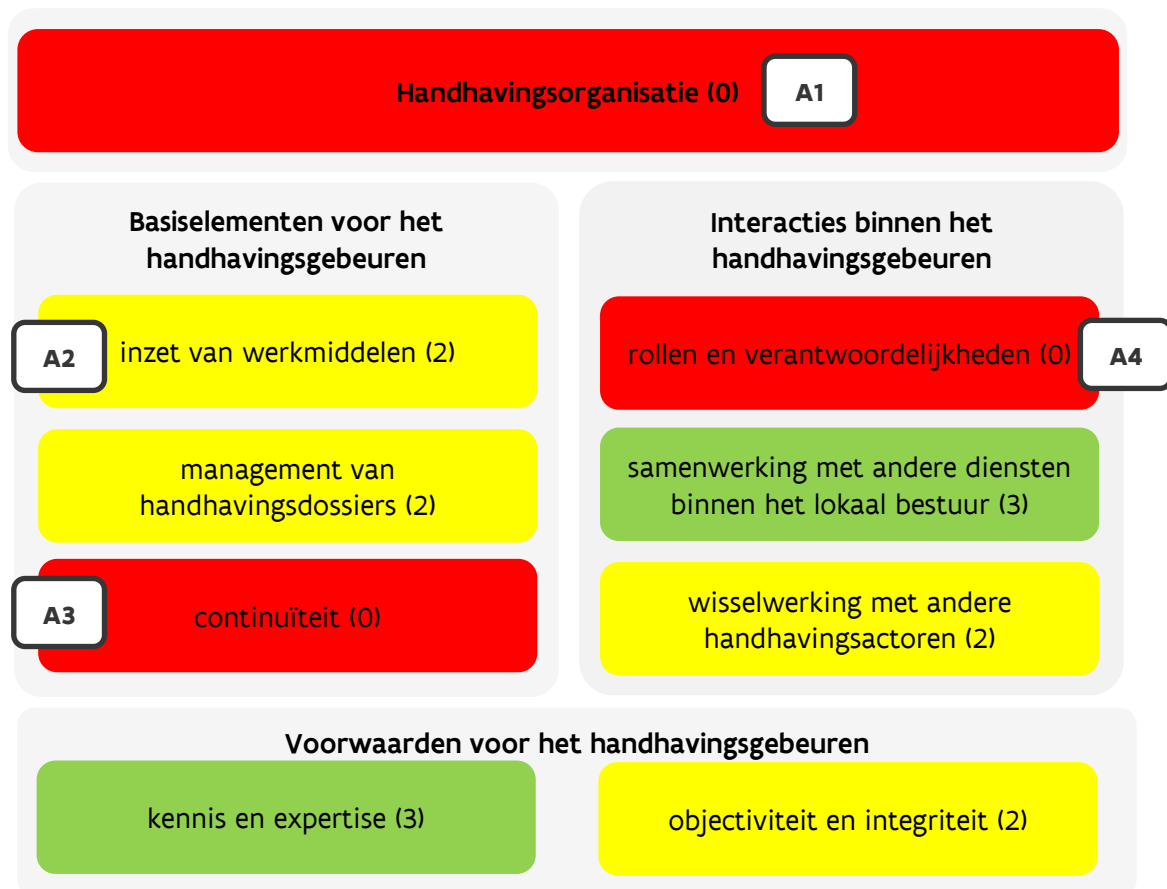 Handhavingsorganisatie (0)
A1
Basiselementen voor het
handhavingsgebeuren
A2
inzet van werkmiddelen (2)
management van
handhavingsdossiers (2)
A3
continuïteit (0)
Interacties binnen het
handhavingsgebeuren
rollen en verantwoordelijkheden (0)
A4
samenwerking met andere diensten
binnen het lokaal bestuur (3)
wisselwerking met andere
handhavingsactoren (2)
Voorwaarden voor het handhavingsgebeuren
kennis en expertise (3)
objectiviteit en integriteit (2)